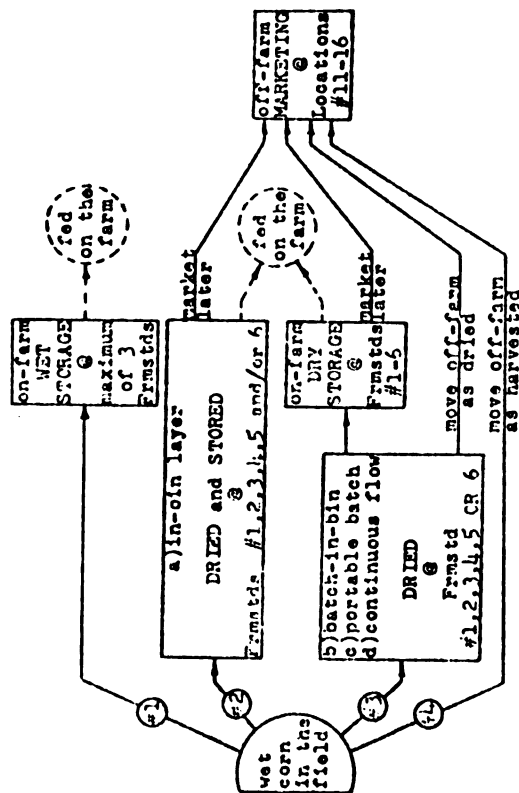 wet
corn
in the
field
#1
#2
#3
#4
on-farm
WET
STORAGE
@
maximum
of 3
Frmstds
fed
on the
farm
a)in-bin layer
DRIED and STORED
@
Frmstds #1,2,3,4,5 and/or 6
market
later
fed
on the
farm
b)batch-in-bin
c)portable batch
d)continuous flow
DRIED
@
Frmstd
#1,2,3,4,5 OR 6
on-farm
DRY
STORAGE
@
Frmstds
#1-6
market
later
move off-farm
as dried
move off-farm
as harvested
off-farm
MARKETING
@
Locations
#11-16